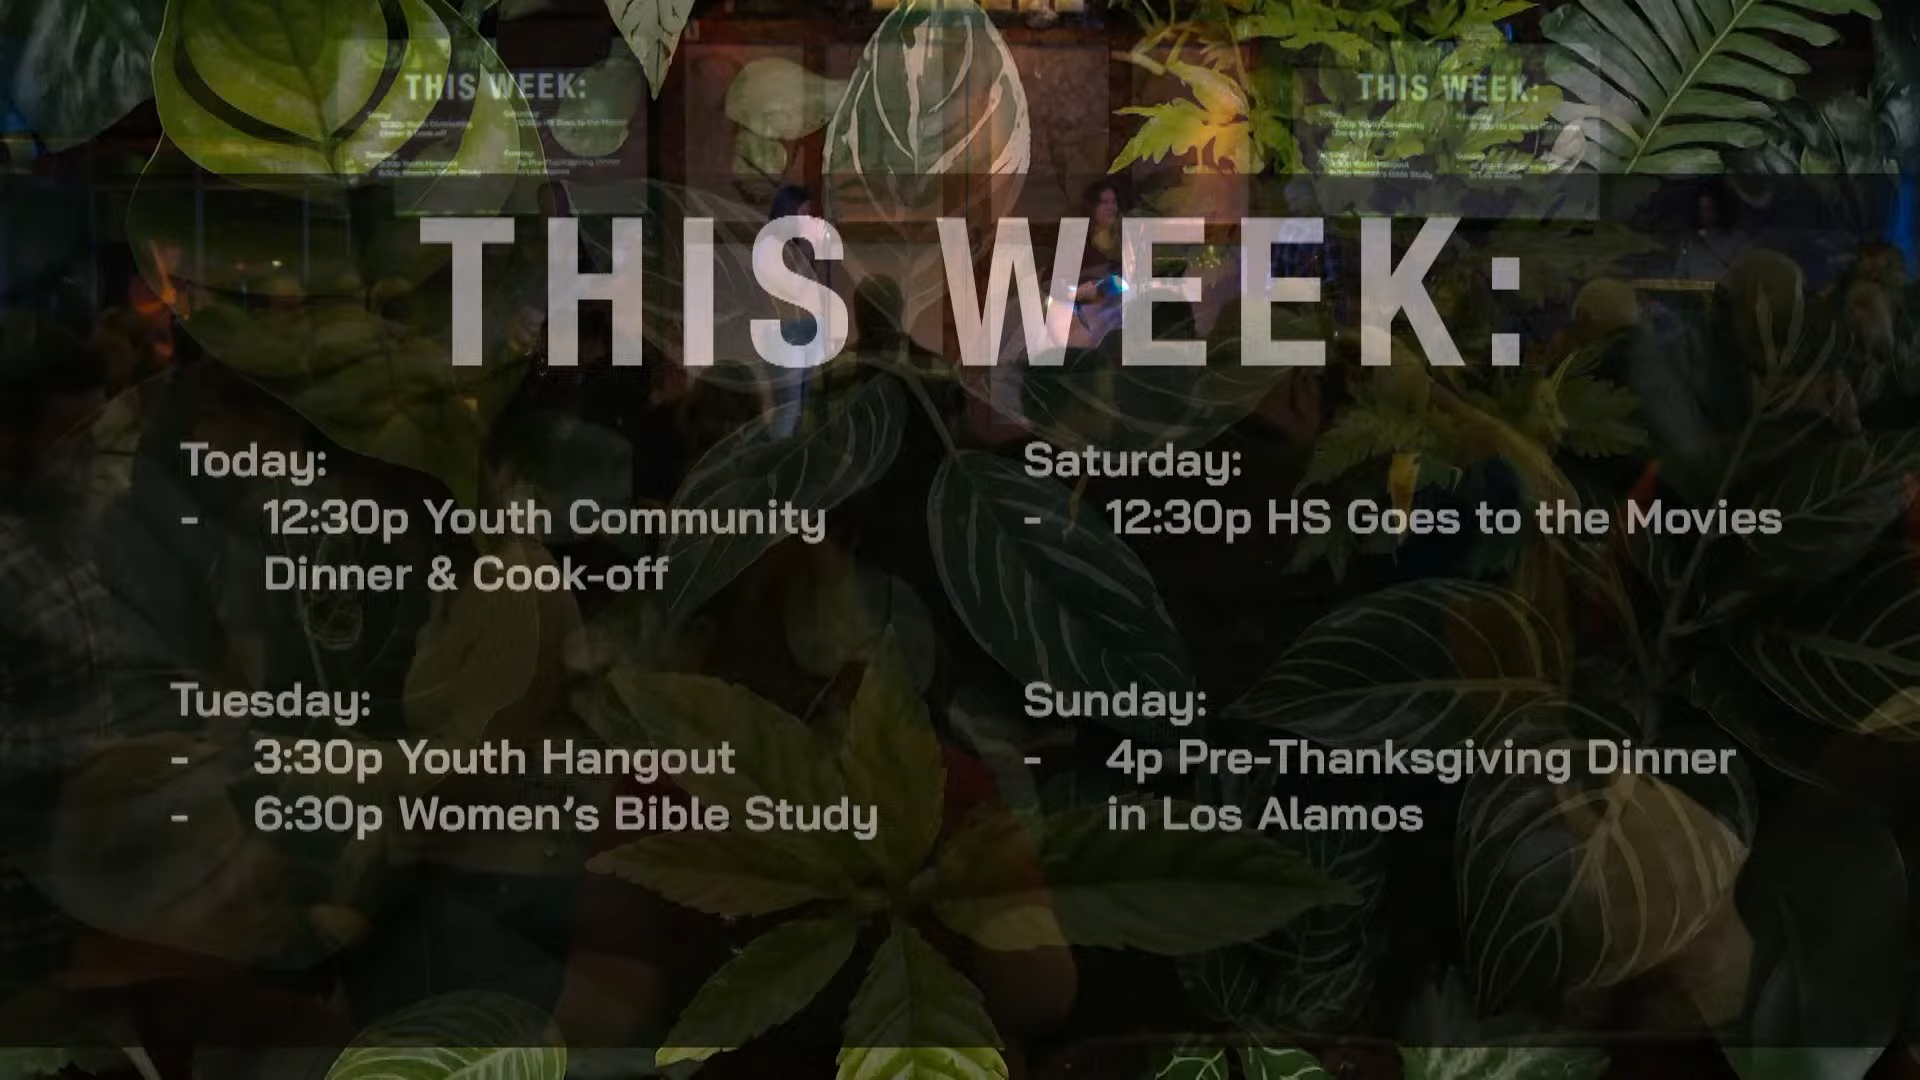 THIS WEEK:
THIS WEEK:
THIS WEEK:
Today:
- 12:30p Youth Community
Dinner & Cook-off
Tuesday:
- 3:30p Youth Hangout
- 6:30p Women’s Bible Study
Saturday:
- 12:30p HS Goes to the Movies
Sunday:
- 4p Pre-Thanksgiving Dinner
in Los Alamos